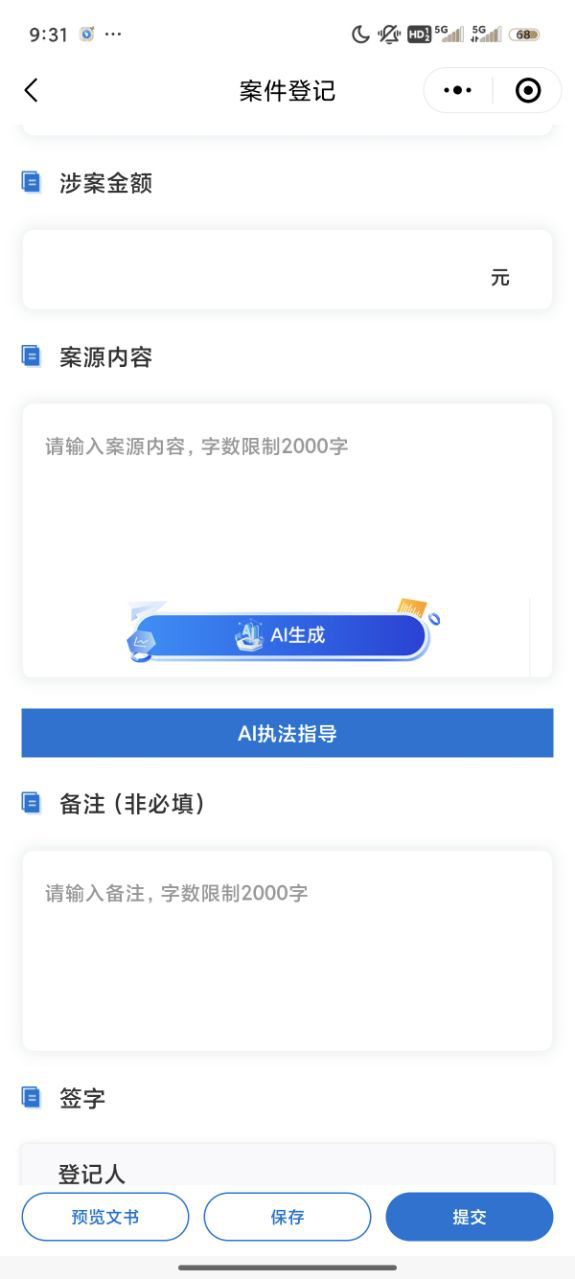 9:31
HD 5G 5G 68
案件登记
涉案金额
元
案源内容
请输入案源内容，字数限制2000字
AI生成
AI执法指导
备注（非必填）
请输入备注，字数限制2000字
签字
登记人
预览文书 保存 提交